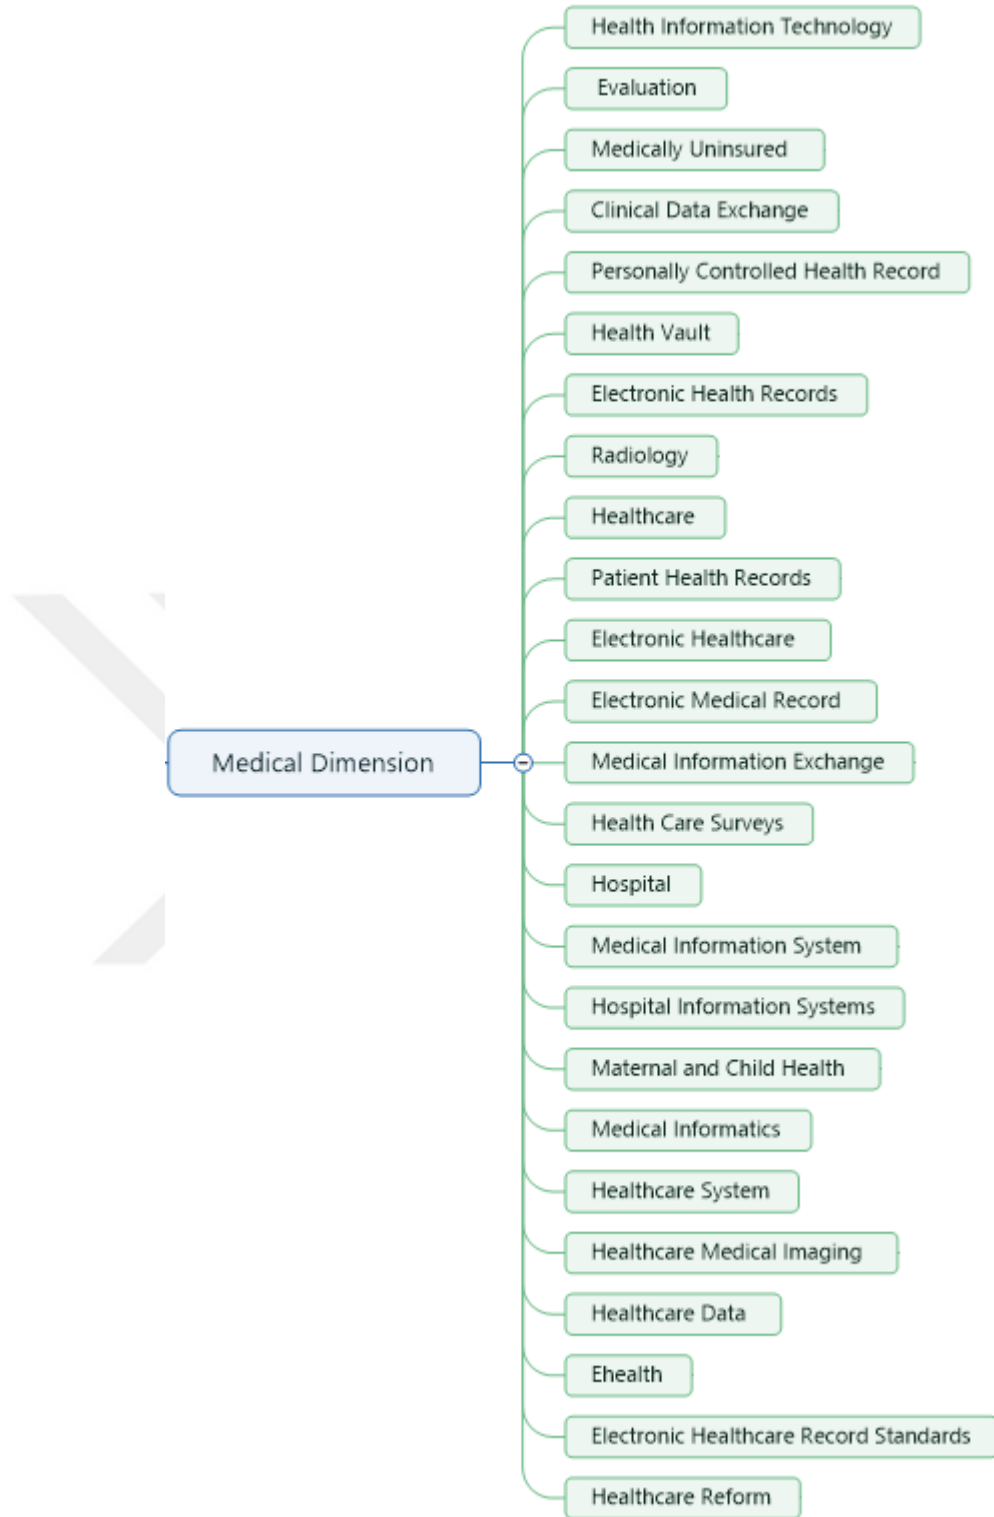 Health Information Technology
Evaluation
Medically Uninsured
Clinical Data Exchange
Personally Controlled Health Record
Health Vault
Electronic Health Records
Radiology
Healthcare
Patient Health Records
Electronic Healthcare
Electronic Medical Record
Medical Dimension
Medical Information Exchange
Health Care Surveys
Hospital
Medical Information System
Hospital Information Systems
Maternal and Child Health
Medical Informatics
Healthcare System
Healthcare Medical Imaging
Healthcare Data
Ehealth
Electronic Healthcare Record Standards
Healthcare Reform